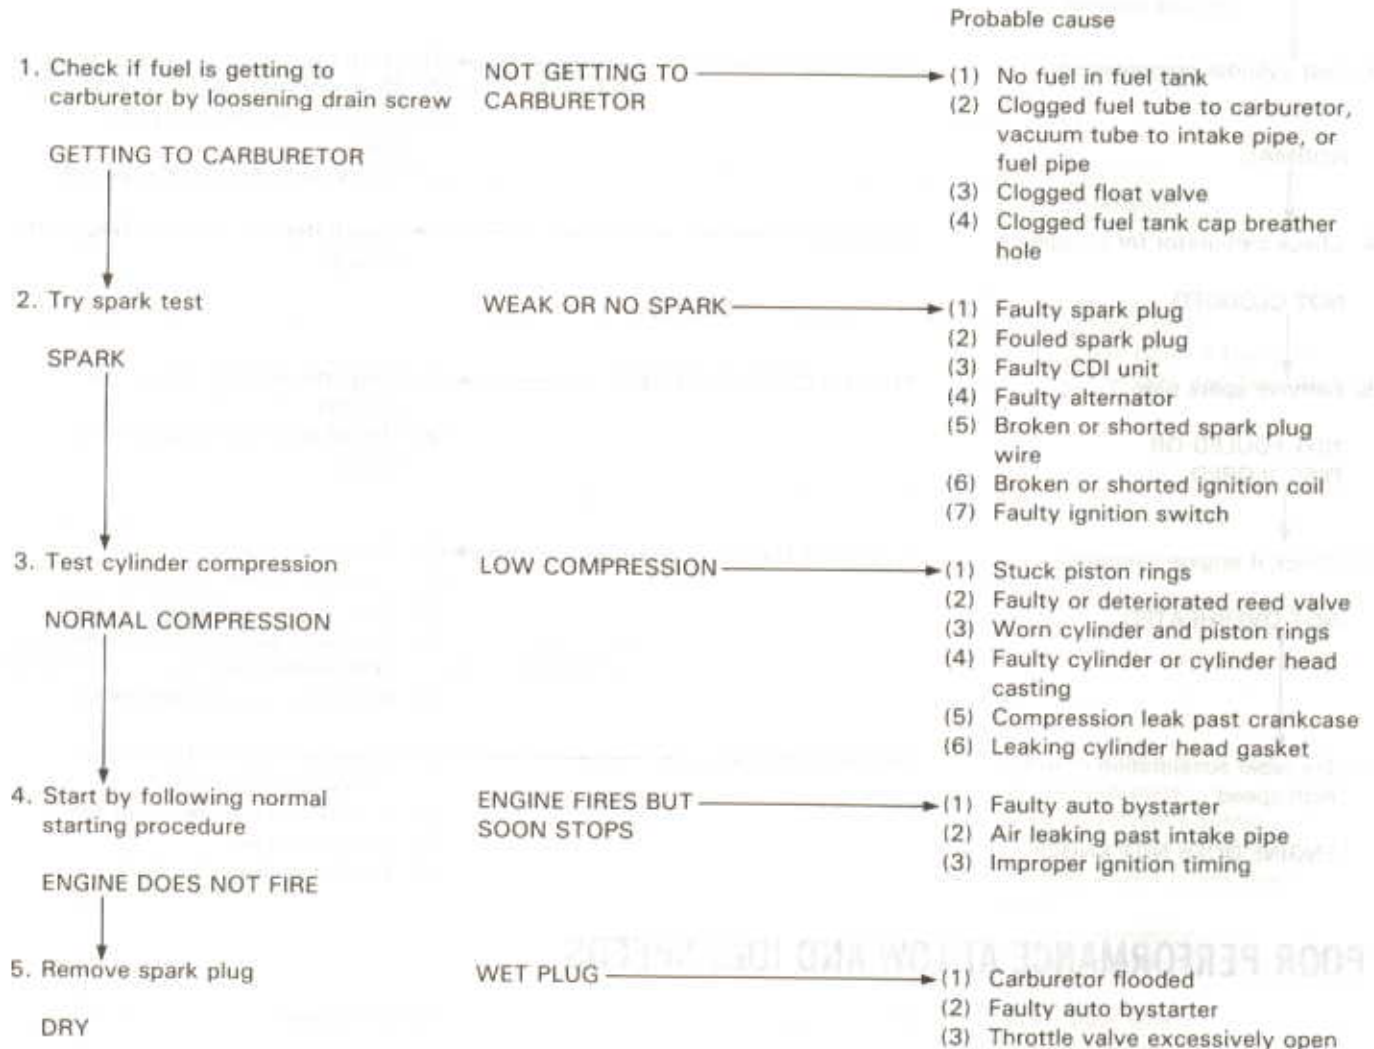 Probable cause
1. Check if fuel is getting to
carburetor by loosening drain screw
NOT GETTING TO
CARBURETOR
(1) No fuel in fuel tank
(2) Clogged fuel tube to carburetor,
vacuum tube to intake pipe, or
fuel pipe
(3) Clogged float valve
(4) Clogged fuel tank cap breather
hole
GETTING TO CARBURETOR
2. Try spark test
WEAK OR NO SPARK
(1) Faulty spark plug
(2) Fouled spark plug
(3) Faulty CDI unit
(4) Faulty alternator
(5) Broken or shorted spark plug
wire
(6) Broken or shorted ignition coil
(7) Faulty ignition switch
SPARK
3. Test cylinder compression
LOW COMPRESSION
(1) Stuck piston rings
(2) Faulty or deteriorated reed valve
(3) Worn cylinder and piston rings
(4) Faulty cylinder or cylinder head
casting
(5) Compression leak past crankcase
(6) Leaking cylinder head gasket
NORMAL COMPRESSION
4. Start by following normal
starting procedure
ENGINE FIRES BUT
SOON STOPS
(1) Faulty auto bystarter
(2) Air leaking past intake pipe
(3) Improper ignition timing
ENGINE DOES NOT FIRE
5. Remove spark plug
WET PLUG
(1) Carburetor flooded
(2) Faulty auto bystarter
(3) Throttle valve excessively open
DRY
POOR PERFORMANCE AT LOW AND IDLE SPEEDS